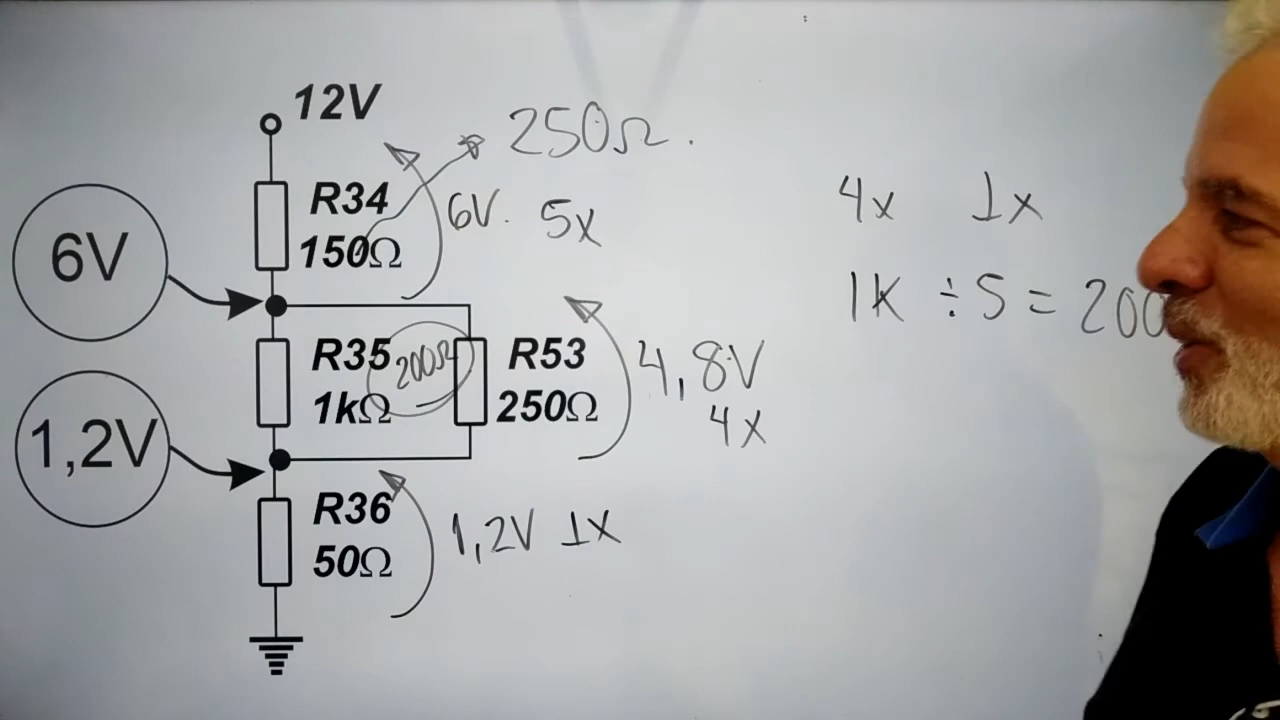 12V
250Ω.
R34
150Ω
6V.
5x
4x 1x
6V
1K ÷ 5 = 200
R35
1kΩ
200Ω
R53
250Ω
4,8V
4x
1,2V
R36
50Ω
1,2V 1X